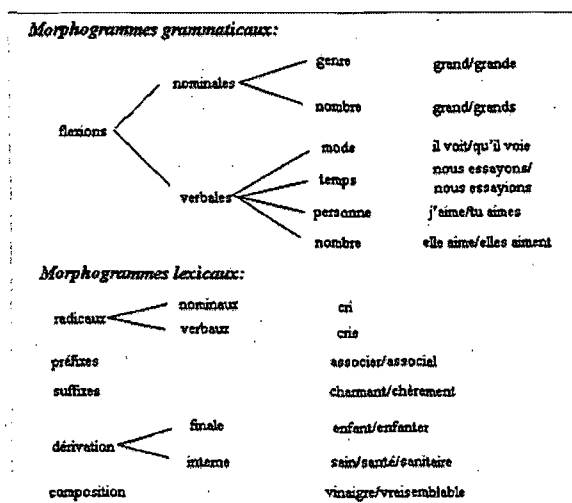 Morphogrammes grammaticaux:
genre grand/grande
nominales
nombre grand/grands
flexions
mode il voit/qu'il voie
temps nous essayons/
nous essayions
verbales
personne j'aime/tu aimes
nombre elle aime/elles aiment
Morphogrammes lexicaux:
nominaux cri
radicaux
verbaux crie
préfixes associer/associal
suffixes charmant/chèrement
finale enfant/enfanter
dérivation
interne sain/santé/sanitaire
composition vinaigre/vraisemblable